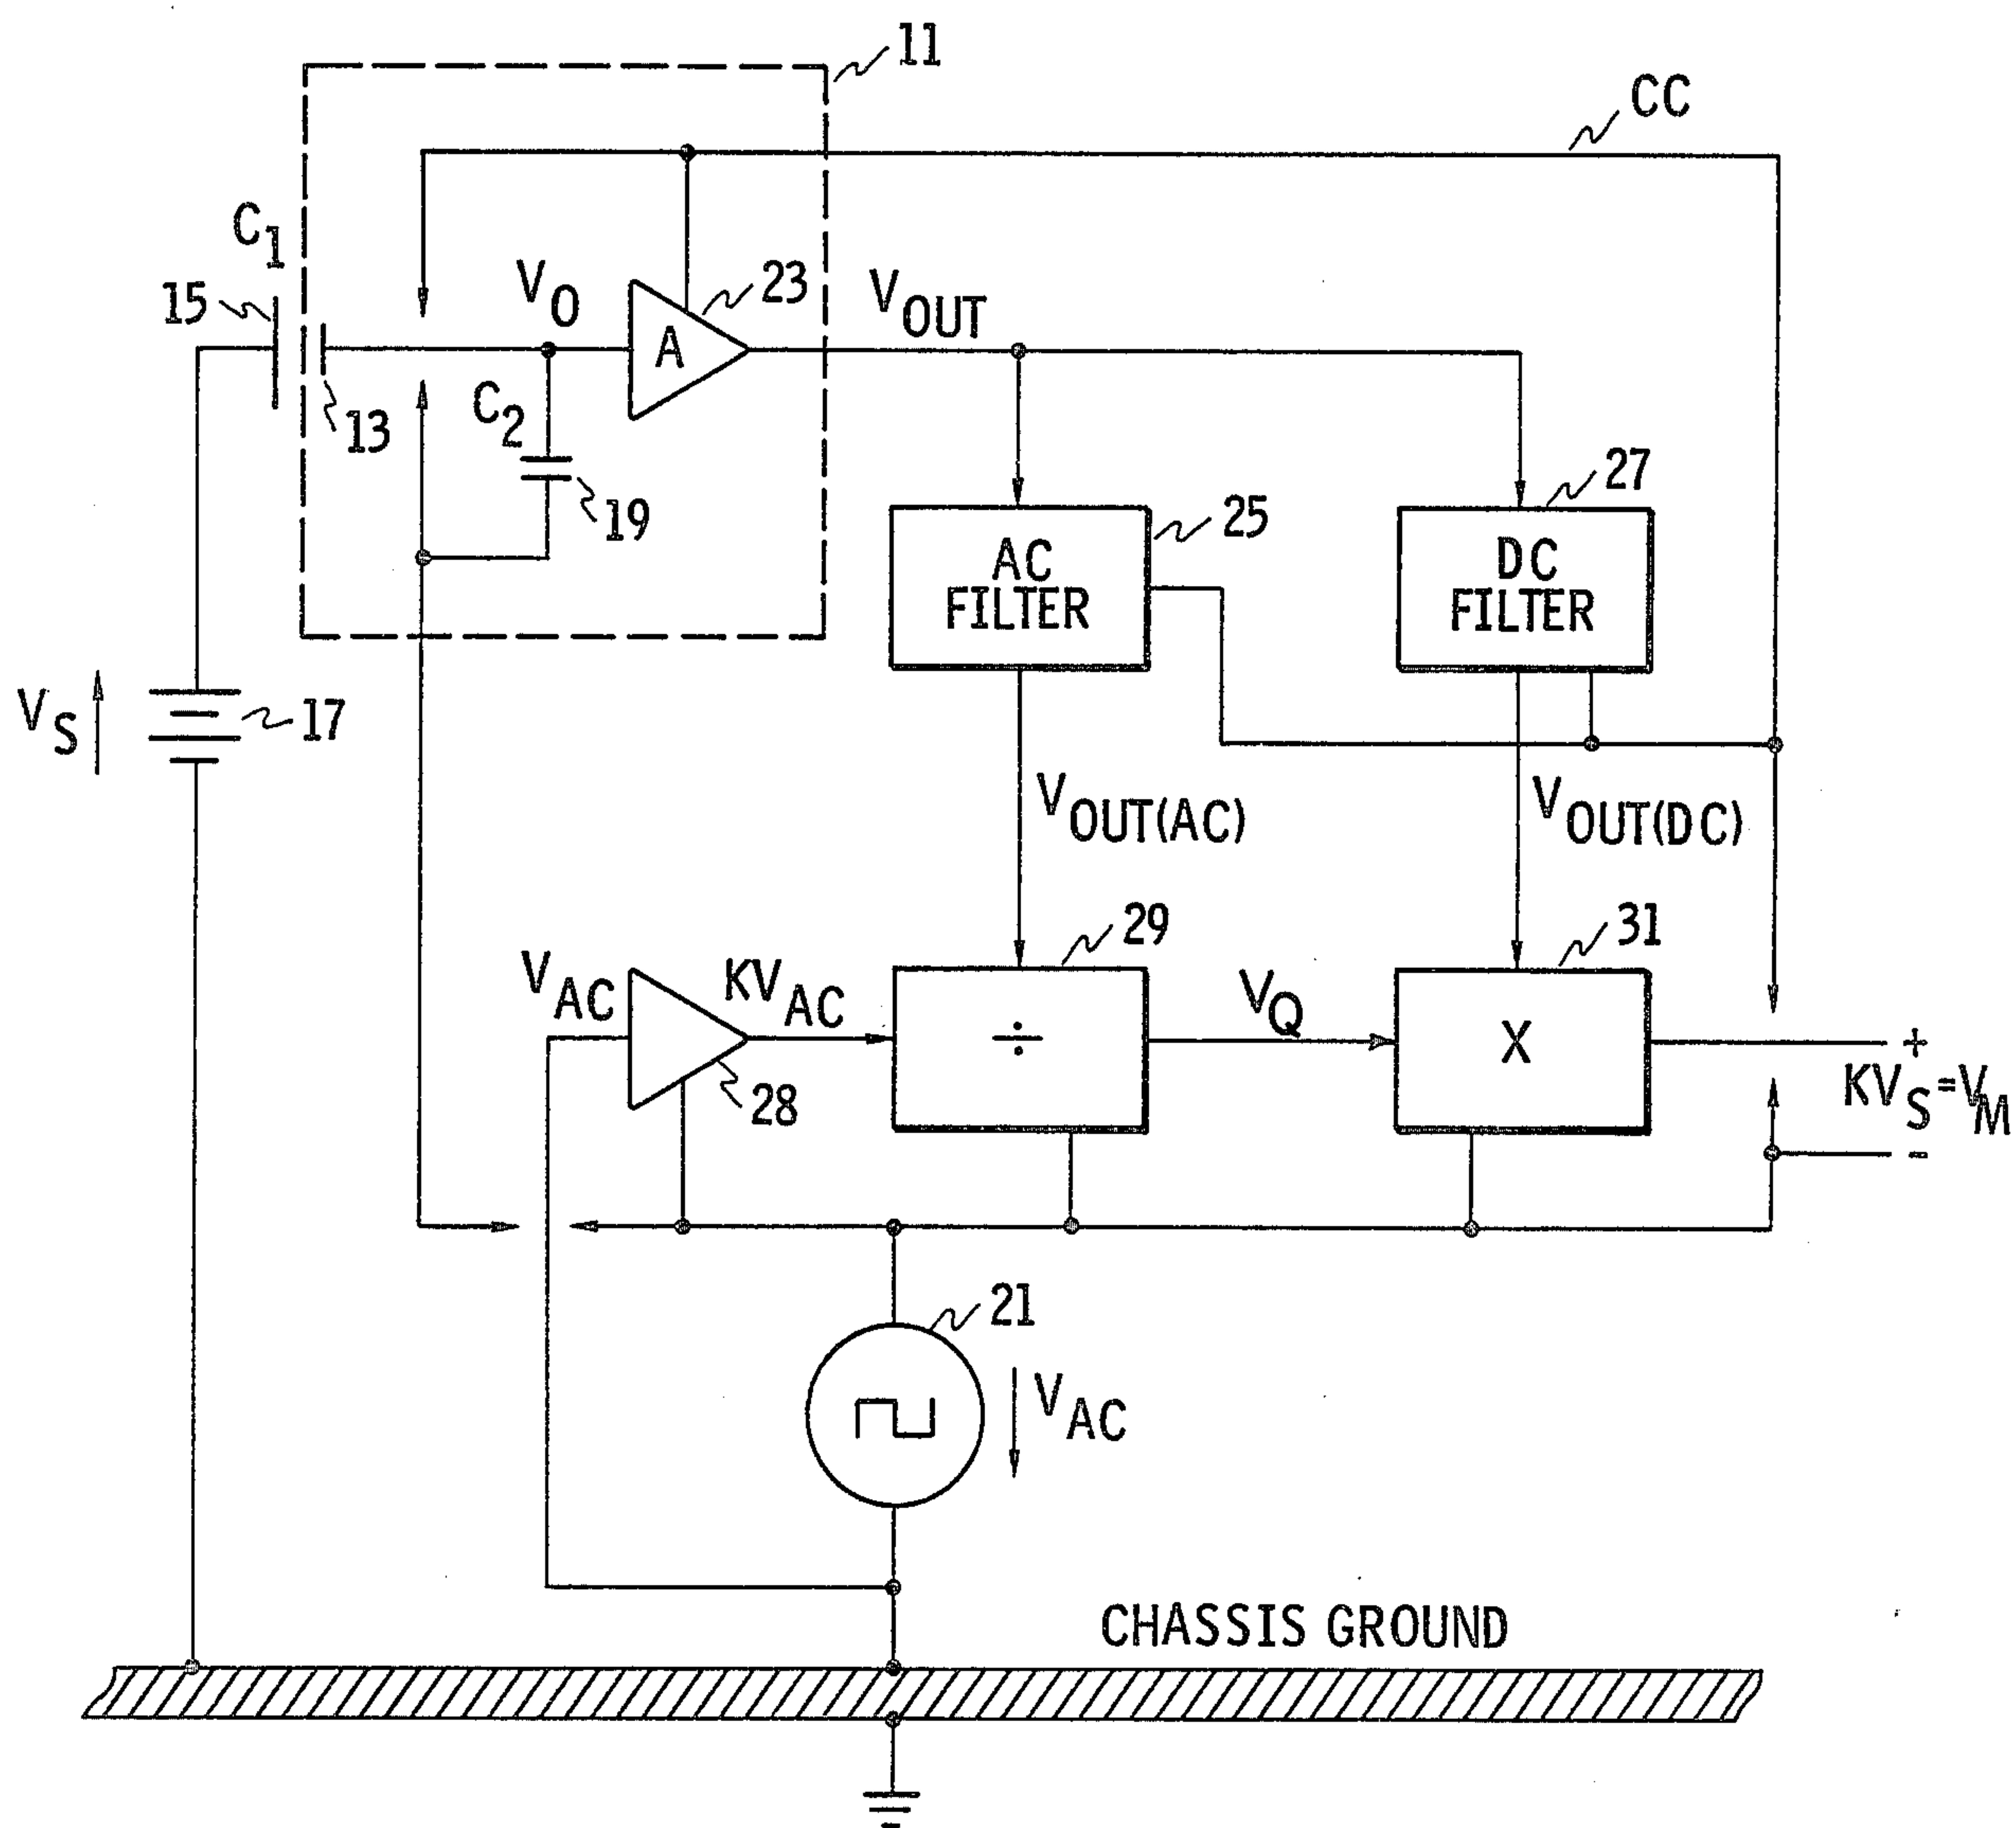 11
CC
C1
15
VO
23
A
VOUT
13
C2
19
25
27
AC
FILTER
DC
FILTER
VS
17
VOUT(AC)
VOUT(DC)
29
31
VAC
KVAC
÷
VQ
X
+
KVS=VM
-
28
21
VAC
CHASSIS GROUND